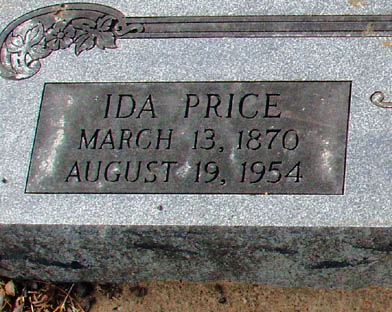 IDA PRICE
MARCH 13, 1870
AUGUST 19, 1954